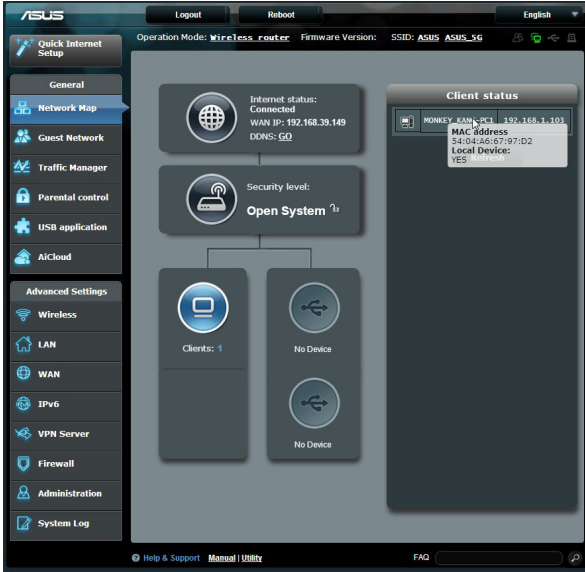 ASUS
Logout
Reboot
English
Quick Internet
Setup
Operation Mode: Wireless router Firmware Version: SSID: ASUS ASUS_5G
General
Network Map
Guest Network
Traffic Manager
Parental control
USB application
AiCloud
Advanced Settings
Wireless
LAN
WAN
IPv6
VPN Server
Firewall
Administration
System Log
Internet status:
Connected
WAN IP: 192.168.39.149
DDNS: GO
Security level:
Open System
Clients: 1
No Device
No Device
Client status
192.168.1.103
MAC address
54:04:A6:67:97:D2
Local Device:
YES
Refresh
Help & Support Manual | Utility
FAQ